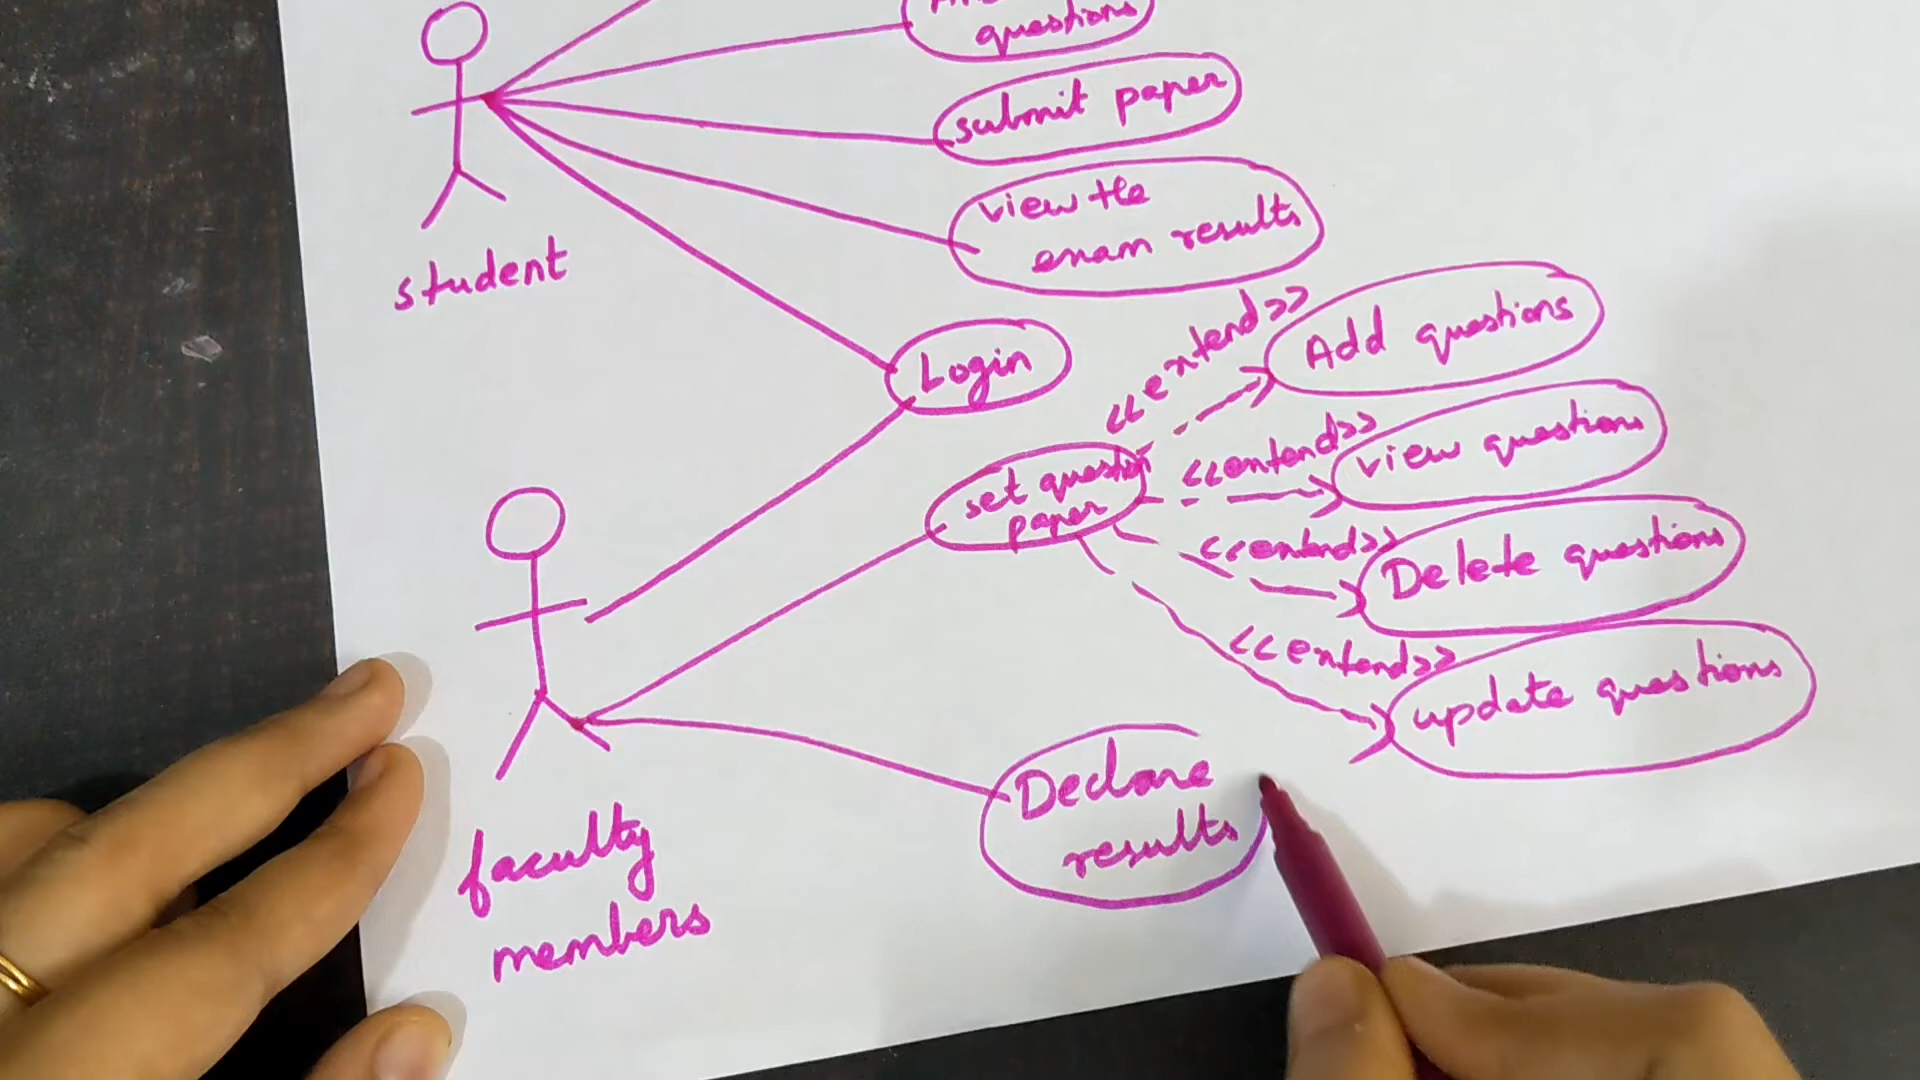 questions
submit paper
view the
enam results
student
Login
<<extend>>
Add questions
set question
paper
<<extend>>
view questions
<<extend>>
Delete questions
<<extend>>
update questions
Declare
results
faculty
members